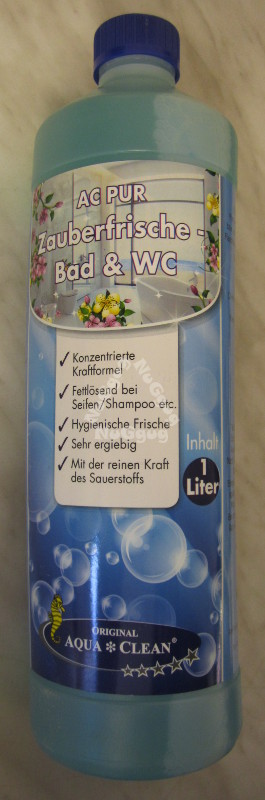 AC PUR
Zauberfrische -
Bad & WC
✓ Konzentrierte
Kraftformel
✓ Fettlösend bei
Seifen/Shampoo etc.
✓ Hygienische Frische
✓ Sehr ergiebig
✓ Mit der reinen Kraft
des Sauerstoffs
Inhalt
1
Liter
ORIGINAL
AQUA ✻ CLEAN®
NuGgug